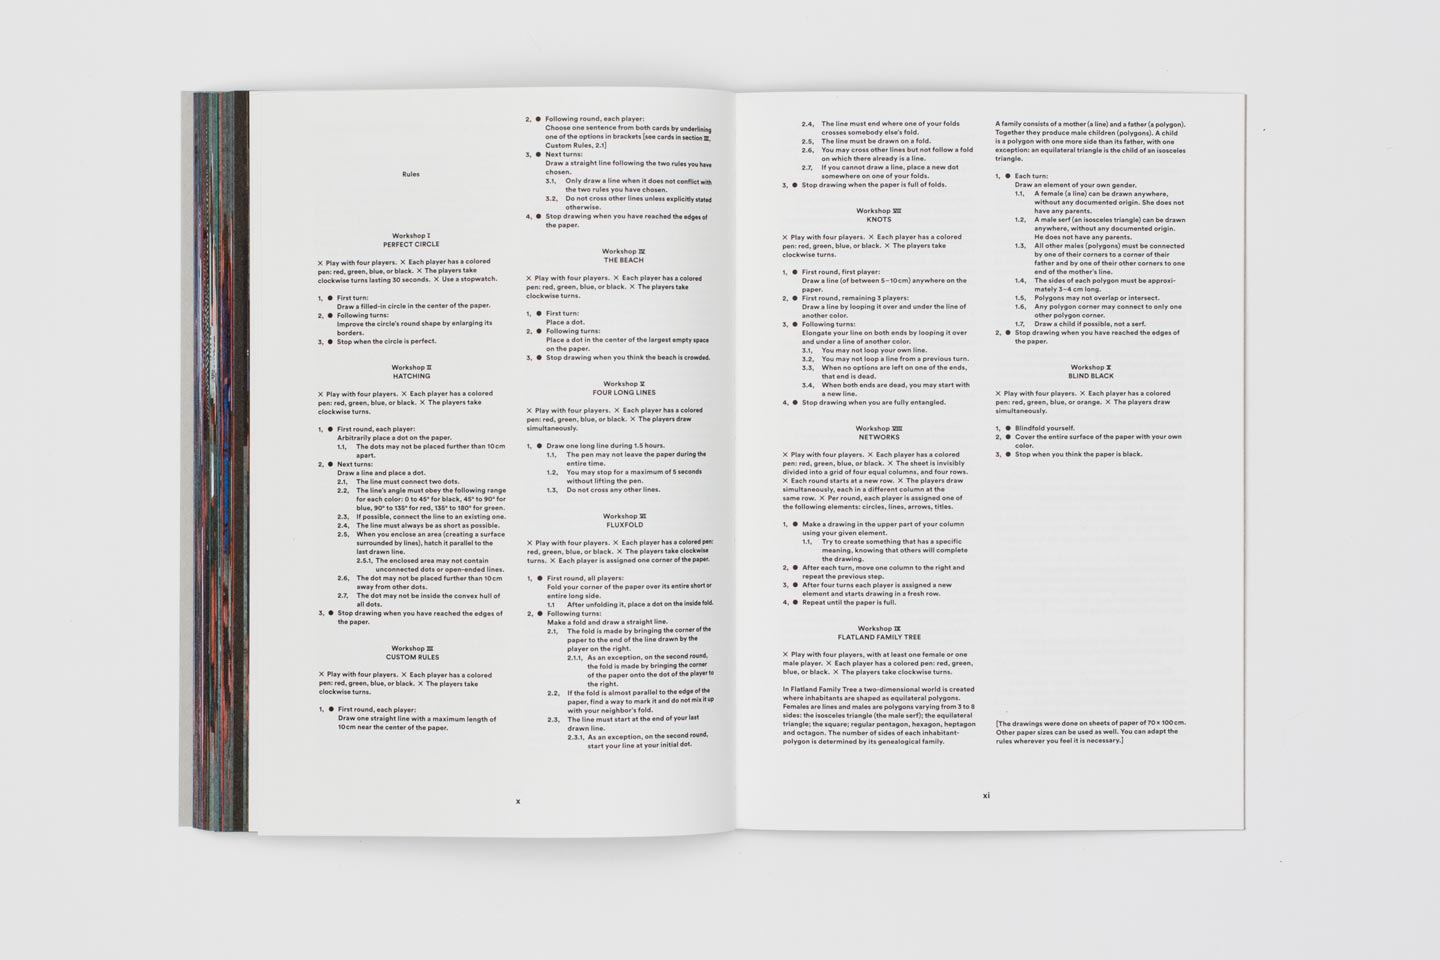 Rules
Workshop I
PERFECT CIRCLE
✕ Play with four players. ✕ Each player has a colored
pen: red, green, blue, or black. ✕ The players take
clockwise turns lasting 30 seconds. ✕ Use a stopwatch.
1, ● First turn:
Draw a filled-in circle in the center of the paper.
2, ● Following turns:
Improve the circle's round shape by enlarging its
borders.
3, ● Stop when the circle is perfect.
Workshop II
HATCHING
✕ Play with four players. ✕ Each player has a colored
pen: red, green, blue, or black. ✕ The players take
clockwise turns.
1, ● First round, each player:
Arbitrarily place a dot on the paper.
1.1, The dots may not be placed further than 10 cm
apart.
2, ● Next turns:
Draw a line and place a dot.
2.1, The line must connect two dots.
2.2, The line's angle must obey the following range
for each color: 0 to 45° for black, 45° to 90° for
blue, 90° to 135° for red, 135° to 180° for green.
2.3, If possible, connect the line to an existing one.
2.4, The line must always be as short as possible.
2.5, When you enclose an area (creating a surface
surrounded by lines), hatch it parallel to the
last drawn line.
2.5.1, The enclosed area may not contain
unconnected dots or open-ended lines.
2.6, The dot may not be placed further than 10 cm
away from other dots.
2.7, The dot may not be inside the convex hull of
all dots.
3, ● Stop drawing when you have reached the edges of
the paper.
Workshop III
CUSTOM RULES
✕ Play with four players. ✕ Each player has a colored
pen: red, green, blue, or black. ✕ The players take
clockwise turns.
1, ● First round, each player:
Draw one straight line with a maximum length of
10 cm near the center of the paper.
2, ● Following round, each player:
Choose one sentence from both cards by underlining
one of the options in brackets [see cards in section III,
Custom Rules, 2.1]
3, ● Next turns:
Draw a straight line following the two rules you have
chosen.
3.1, Only draw a line when it does not conflict with
the two rules you have chosen.
3.2, Do not cross other lines unless explicitly stated
otherwise.
4, ● Stop drawing when you have reached the edges of
the paper.
Workshop IV
THE BEACH
✕ Play with four players. ✕ Each player has a colored
pen: red, green, blue, or black. ✕ The players take
clockwise turns.
1, ● First turn:
Place a dot.
2, ● Following turns:
Place a dot in the center of the largest empty space
on the paper.
3, ● Stop drawing when you think the beach is crowded.
Workshop V
FOUR LONG LINES
✕ Play with four players. ✕ Each player has a colored
pen: red, green, blue, or black. ✕ The players draw
simultaneously.
1, ● Draw one long line during 1.5 hours.
1.1, The pen may not leave the paper during the
entire time.
1.2, You may stop for a maximum of 5 seconds
without lifting the pen.
1.3, Do not cross any other lines.
Workshop VI
FLUXFOLD
✕ Play with four players. ✕ Each player has a colored pen:
red, green, blue, or black. ✕ The players take clockwise
turns. ✕ Each player is assigned one corner of the paper.
1, ● First round, all players:
Fold your corner of the paper over its entire short or
entire long side.
1.1 After unfolding it, place a dot on the inside fold.
2, ● Following turns:
Make a fold and draw a straight line.
2.1, The fold is made by bringing the corner of the
paper to the end of the line drawn by the
player on the right.
2.1.1, As an exception, on the second round,
the fold is made by bringing the corner
of the paper onto the dot of the player to
the right.
2.2, If the fold is almost parallel to the edge of the
paper, find a way to mark it and do not mix it up
with your neighbor's fold.
2.3, The line must start at the end of your last
drawn line.
2.3.1, As an exception, on the second round,
start your line at your initial dot.
x
2.4, The line must end where one of your folds
crosses somebody else's fold.
2.5, The line must be drawn on a fold.
2.6, You may cross other lines but not follow a fold
on which there already is a line.
2.7, If you cannot draw a line, place a new dot
somewhere on one of your folds.
3, ● Stop drawing when the paper is full of folds.
Workshop VII
KNOTS
✕ Play with four players. ✕ Each player has a colored
pen: red, green, blue, or black. ✕ The players take
clockwise turns.
1, ● First round, first player:
Draw a line (of between 5–10 cm) anywhere on the
paper.
2, ● First round, remaining 3 players:
Draw a line by looping it over and under the line of
another color.
3, ● Following turns:
Elongate your line on both ends by looping it over
and under a line of another color.
3.1, You may not loop your own line.
3.2, You may not loop a line from a previous turn.
3.3, When no options are left on one of the ends,
that end is dead.
3.4, When both ends are dead, you may start with
a new line.
4, ● Stop drawing when you are fully entangled.
Workshop VIII
NETWORKS
✕ Play with four players. ✕ Each player has a colored
pen: red, green, blue, or black. ✕ The sheet is invisibly
divided into a grid of four equal columns, and four rows.
✕ Each round starts at a new row. ✕ The players draw
simultaneously, each in a different column at the
same row. ✕ Per round, each player is assigned one of
the following elements: circles, lines, arrows, titles.
1, ● Make a drawing in the upper part of your column
using your given element.
1.1, Try to create something that has a specific
meaning, knowing that others will complete
the drawing.
2, ● After each turn, move one column to the right and
repeat the previous step.
3, ● After four turns each player is assigned a new
element and starts drawing in a fresh row.
4, ● Repeat until the paper is full.
Workshop IX
FLATLAND FAMILY TREE
✕ Play with four players, with at least one female or one
male player. ✕ Each player has a colored pen: red, green,
blue, or black. ✕ The players take clockwise turns.
In Flatland Family Tree a two-dimensional world is created
where inhabitants are shaped as equilateral polygons.
Females are lines and males are polygons varying from 3 to 8
sides: the isosceles triangle (the male serf); the equilateral
triangle; the square; regular pentagon, hexagon, heptagon
and octagon. The number of sides of each inhabitant-
polygon is determined by its genealogical family.
A family consists of a mother (a line) and a father (a polygon).
Together they produce male children (polygons). A child
is a polygon with one more side than its father, with one
exception: an equilateral triangle is the child of an isosceles
triangle.
1, ● Each turn:
Draw an element of your own gender.
1.1, A female (a line) can be drawn anywhere,
without any documented origin. She does not
have any parents.
1.2, A male serf (an isosceles triangle) can be drawn
anywhere, without any documented origin.
He does not have any parents.
1.3, All other males (polygons) must be connected
by one of their corners to a corner of their
father and by one of their other corners to one
end of the mother's line.
1.4, The sides of each polygon must be approxi-
mately 3–4 cm long.
1.5, Polygons may not overlap or intersect.
1.6, Any polygon corner may connect to only one
other polygon corner.
1.7, Draw a child if possible, not a serf.
2, ● Stop drawing when you have reached the edges of
the paper.
Workshop X
BLIND BLACK
✕ Play with four players. ✕ Each player has a colored
pen: red, green, blue, or orange. ✕ The players draw
simultaneously.
1, ● Blindfold yourself.
2, ● Cover the entire surface of the paper with your own
color.
3, ● Stop when you think the paper is black.
[The drawings were done on sheets of paper of 70 × 100 cm.
Other paper sizes can be used as well. You can adapt the
rules wherever you feel it is necessary.]
xi